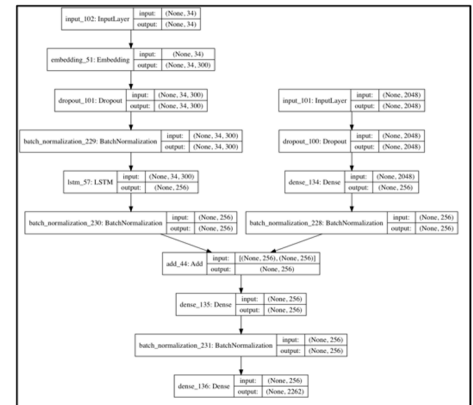 input_102: InputLayer input: (None, 34)
output: (None, 34)
embedding_51: Embedding input: (None, 34)
output: (None, 34, 300)
dropout_101: Dropout input: (None, 34, 300)
output: (None, 34, 300)
input_101: InputLayer input: (None, 2048)
output: (None, 2048)
batch_normalization_229: BatchNormalization input: (None, 34, 300)
output: (None, 34, 300)
dropout_100: Dropout input: (None, 2048)
output: (None, 2048)
lstm_57: LSTM input: (None, 34, 300)
output: (None, 256)
dense_134: Dense input: (None, 2048)
output: (None, 256)
batch_normalization_230: BatchNormalization input: (None, 256)
output: (None, 256)
batch_normalization_228: BatchNormalization input: (None, 256)
output: (None, 256)
add_44: Add input: [(None, 256), (None, 256)]
output: (None, 256)
dense_135: Dense input: (None, 256)
output: (None, 256)
batch_normalization_231: BatchNormalization input: (None, 256)
output: (None, 256)
dense_136: Dense input: (None, 256)
output: (None, 2262)